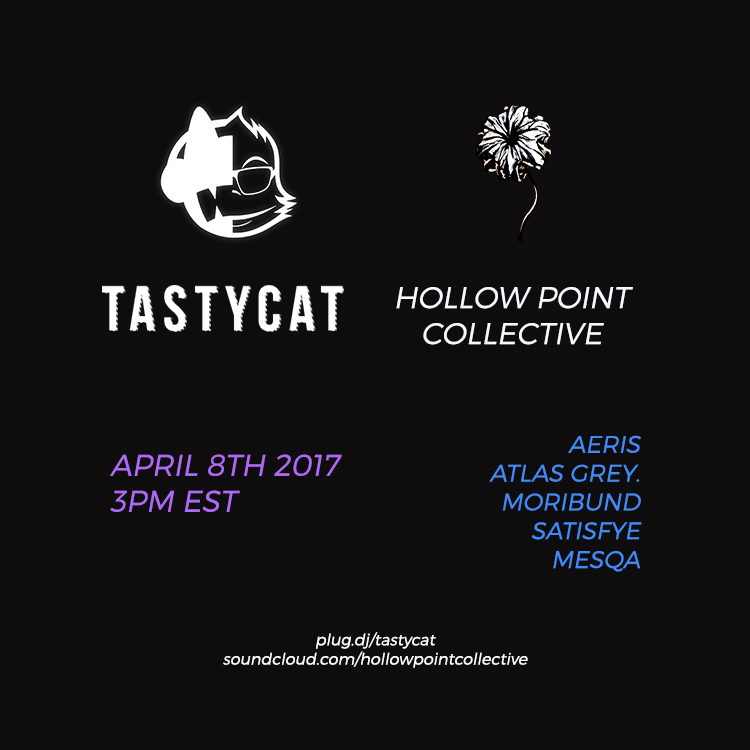 TASTYCAT
HOLLOW POINT
COLLECTIVE
APRIL 8TH 2017
3PM EST
AERIS
ATLAS GREY.
MORIBUND
SATISFYE
MESQA
plug.dj/tastycat
soundcloud.com/hollowpointcollective